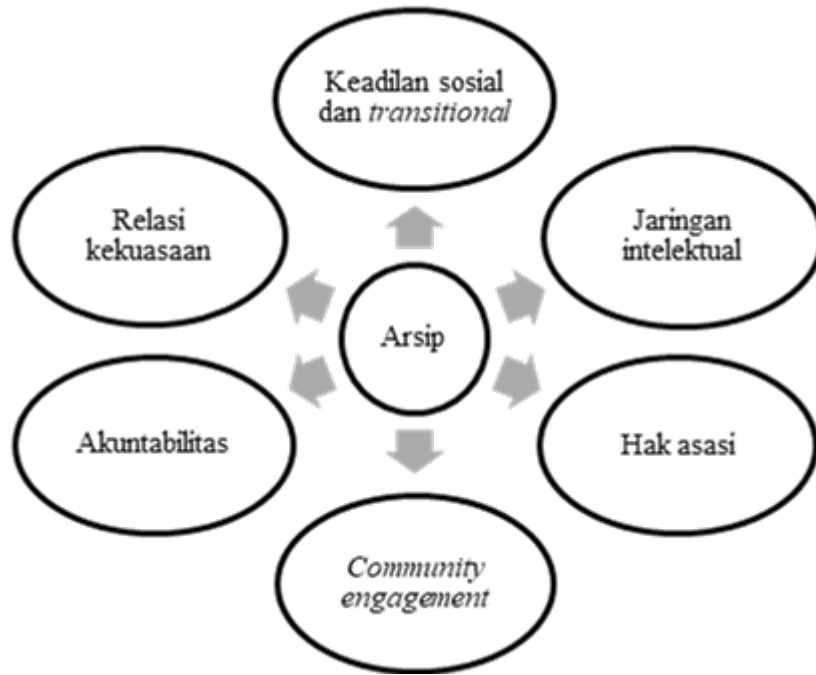 Keadilan sosial
dan transitional
Relasi
kekuasaan
Jaringan
intelektual
Arsip
Akuntabilitas
Hak asasi
Community
engagement